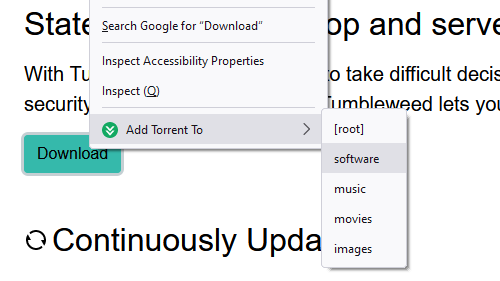 State op and serve
Search Google for “Download”
Inspect Accessibility Properties
With Tu to take difficult decis
Inspect (Q)
security Tumbleweed lets you
Add Torrent To
[root]
Download
software
music
movies
Continuously Upda
images